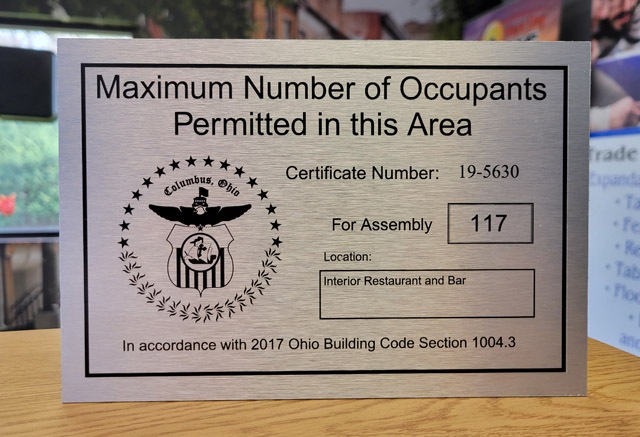 Maximum Number of Occupants
Permitted in this Area
Columbus, Ohio
Certificate Number: 19-5630
For Assembly 117
Location:
Interior Restaurant and Bar
In accordance with 2017 Ohio Building Code Section 1004.3